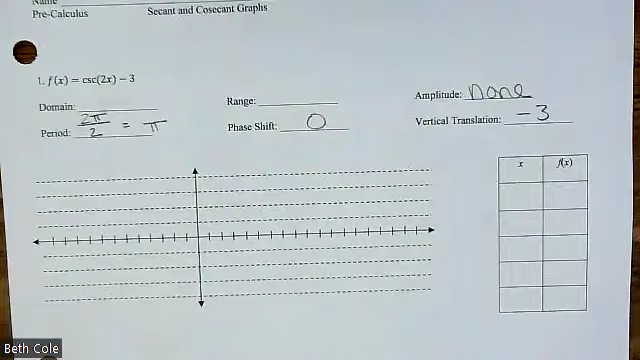 Name
Pre-Calculus
Secant and Cosecant Graphs
1. f(x) = csc(2x) – 3
Domain:
Range:
Amplitude: none
Period: 2π/2 = π
Phase Shift: 0
Vertical Translation: -3
x f(x)
Beth Cole